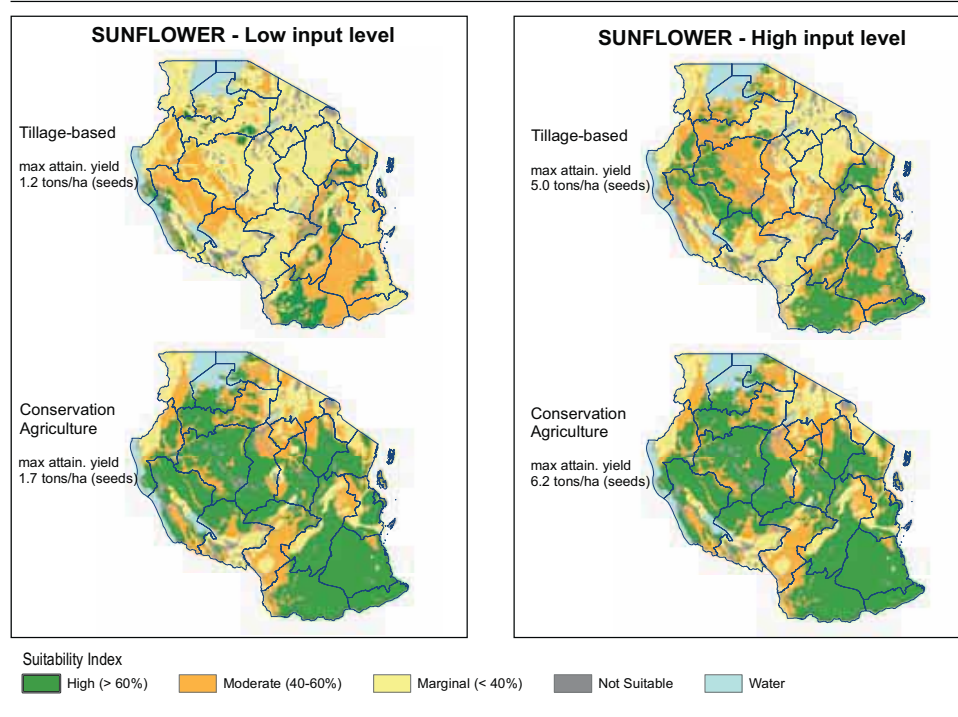 SUNFLOWER - Low input level
Tillage-based
max attain. yield
1.2 tons/ha (seeds)
Conservation
Agriculture
max attain. yield
1.7 tons/ha (seeds)
SUNFLOWER - High input level
Tillage-based
max attain. yield
5.0 tons/ha (seeds)
Conservation
Agriculture
max attain. yield
6.2 tons/ha (seeds)
Suitability Index
High (> 60%)
Moderate (40-60%)
Marginal (< 40%)
Not Suitable
Water